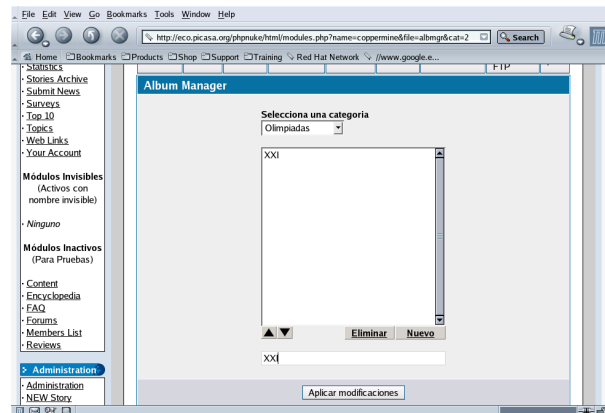 File Edit View Go Bookmarks Tools Window Help
http://eco.picasa.org/phpnuke/html/modules.php?name=coppermine&file=albmgr&cat=2 Search
Home Bookmarks Products Shop Support Training Red Hat Network //www.google.e...
· Statistics
· Stories Archive
· Submit News
· Surveys
· Top 10
· Topics
· Web Links
· Your Account
Módulos Invisibles
(Activos con
nombre invisible)
· Ninguno
Módulos Inactivos
(Para Pruebas)
· Content
· Encyclopedia
· FAQ
· Forums
· Members List
· Reviews
Administration
· Administration
· NEW Story
FTP
Album Manager
Selecciona una categoria
Olimpiadas
XXI
Eliminar Nuevo
XXI
Aplicar modificaciones